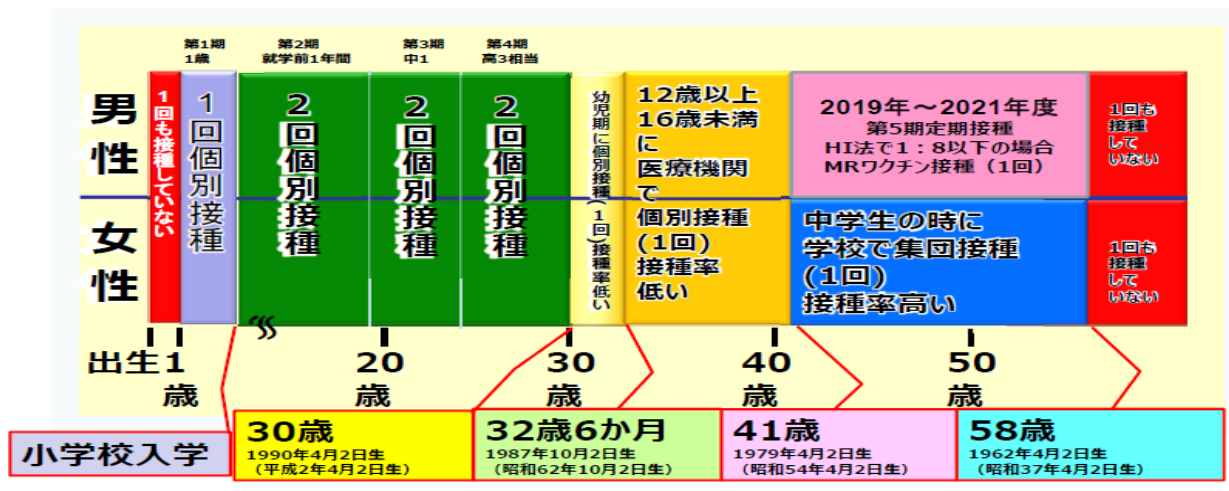 第1期
1歳
第2期
就学前1年間
第3期
中1
第4期
高3相当
男性
女性
1回も接種していない
1回個別接種
2回個別接種
2回個別接種
2回個別接種
幼児期に個別接種(1回)接種率低い
12歳以上
16歳未満
に
医療機関
で
個別接種
(1回)
接種率
低い
2019年～2021年度
第5期定期接種
HI法で1：8以下の場合
MRワクチン接種（1回）
中学生の時に
学校で集団接種
(1回)
接種率高い
1回も
接種
して
いない
1回も
接種
して
いない
出生
1歳
20歳
30歳
40歳
50歳
小学校入学
30歳
1990年4月2日生
（平成2年4月2日生）
32歳6か月
1987年10月2日生
（昭和62年10月2日生）
41歳
1979年4月2日生
（昭和54年4月2日生）
58歳
1962年4月2日生
（昭和37年4月2日生）